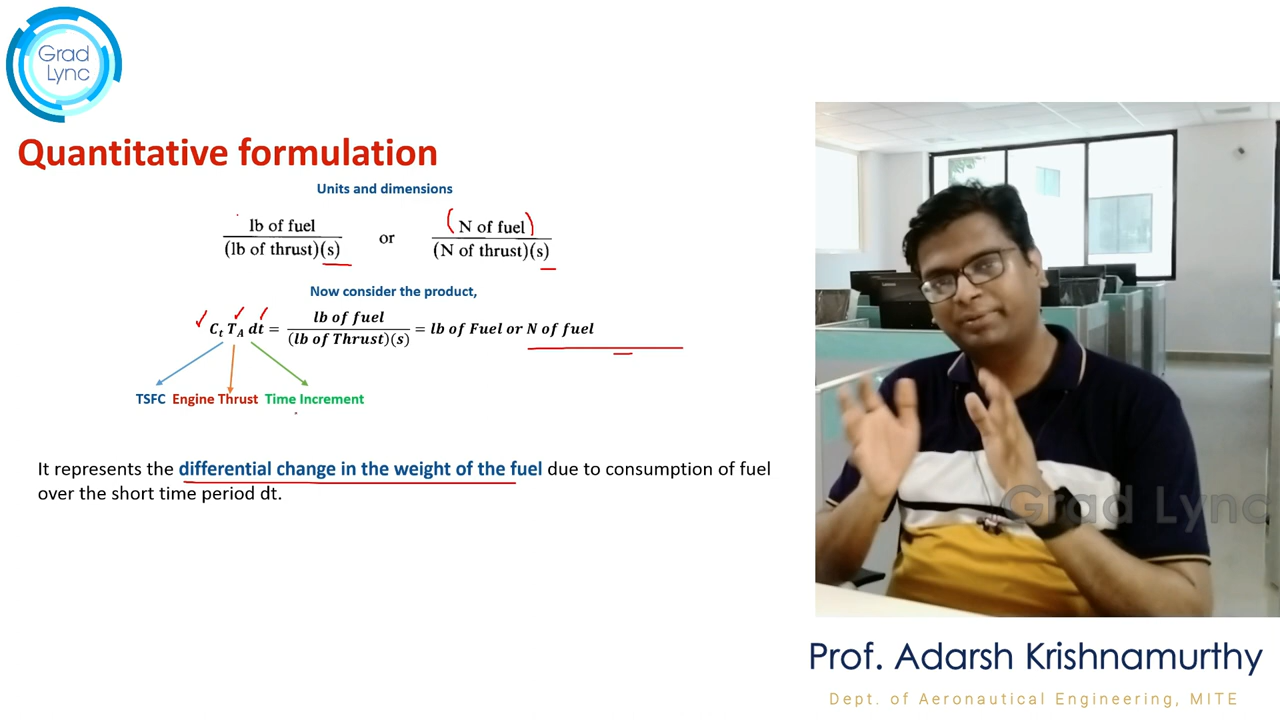 Grad
Lync
Quantitative formulation
Units and dimensions
lb of fuel
(lb of thrust)(s)
or
(N of fuel)
(N of thrust)(s)
Now consider the product,
C_t T_A dt = lb of fuel / (lb of Thrust)(s) = lb of Fuel or N of fuel
TSFC Engine Thrust Time Increment
It represents the differential change in the weight of the fuel due to consumption of fuel
over the short time period dt.
Lenovo
Grad Lync
Prof. Adarsh Krishnamurthy
Dept. of Aeronautical Engineering, MITE